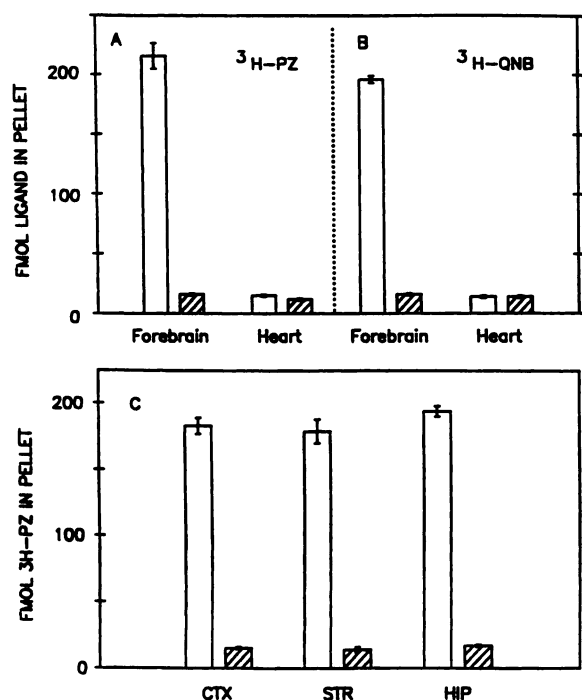 A
³H-PZ
B
³H-QNB
FMOL LIGAND IN PELLET
200
100
0
Forebrain Heart Forebrain Heart
C
FMOL 3H-PZ IN PELLET
200
100
0
CTX STR HIP